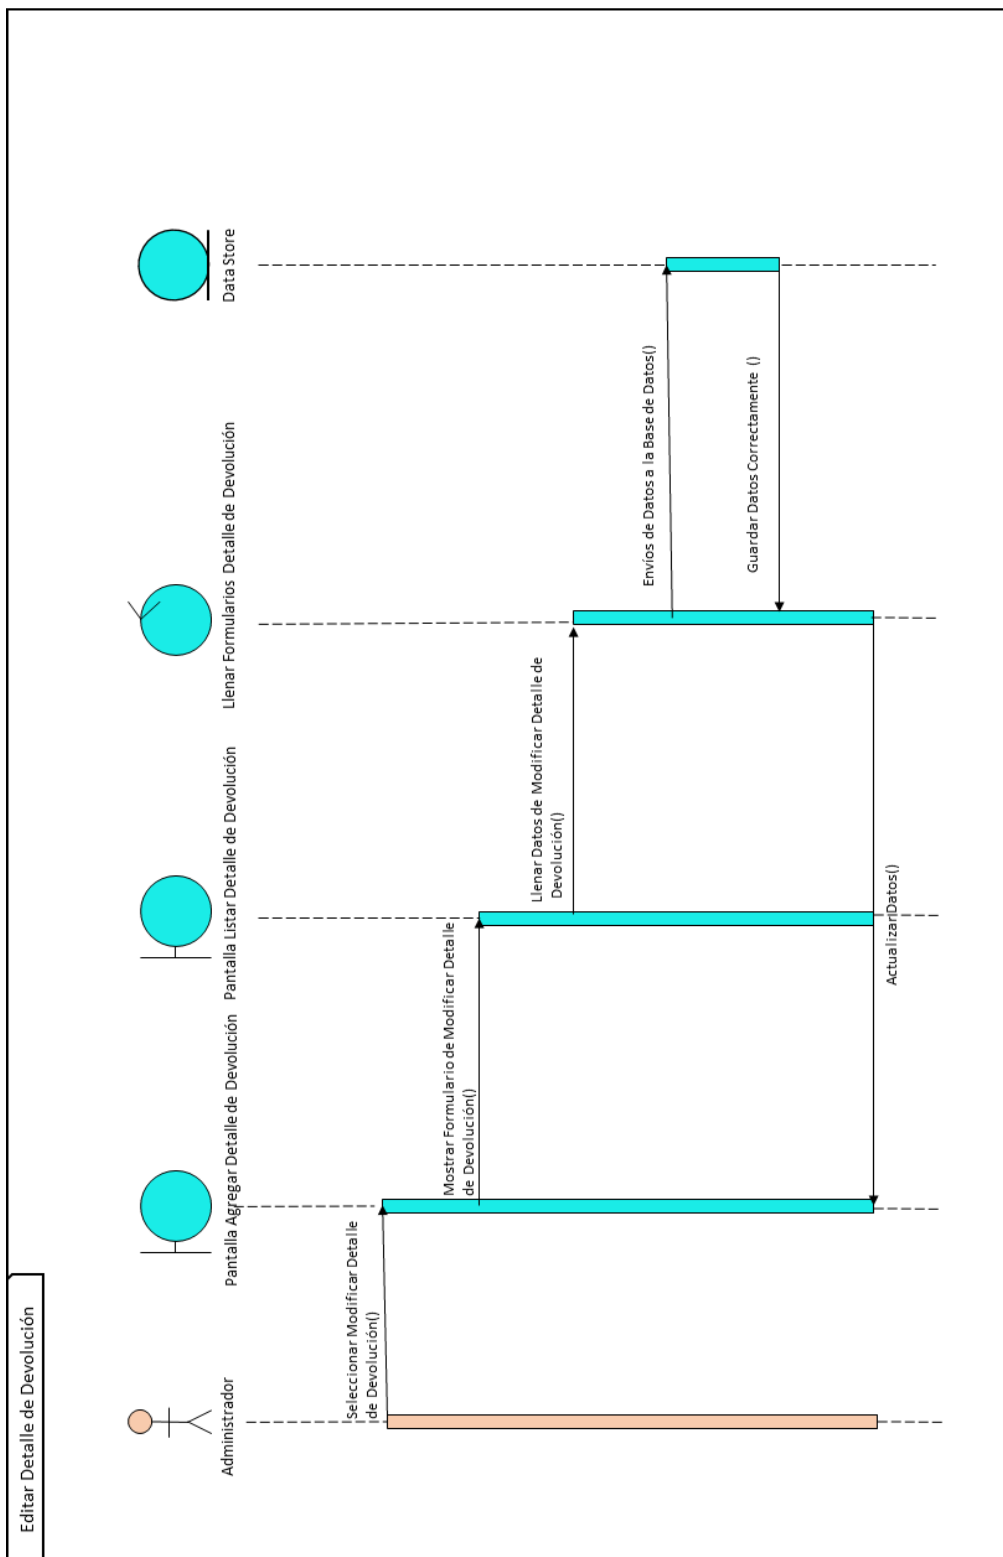 Editar Detalle de Devolución
Administrador
Pantalla Agregar Detalle de Devolución
Pantalla Listar Detalle de Devolución
Llenar Formularios Detalle de Devolución
Data Store
Seleccionar Modificar Detalle
de Devolución()
Mostrar Formulario de Modificar Detalle
de Devolución()
Llenar Datos de Modificar Detalle de
Devolución()
Envíos de Datos a la Base de Datos()
Guardar Datos Correctamente ()
Actualizar Datos()